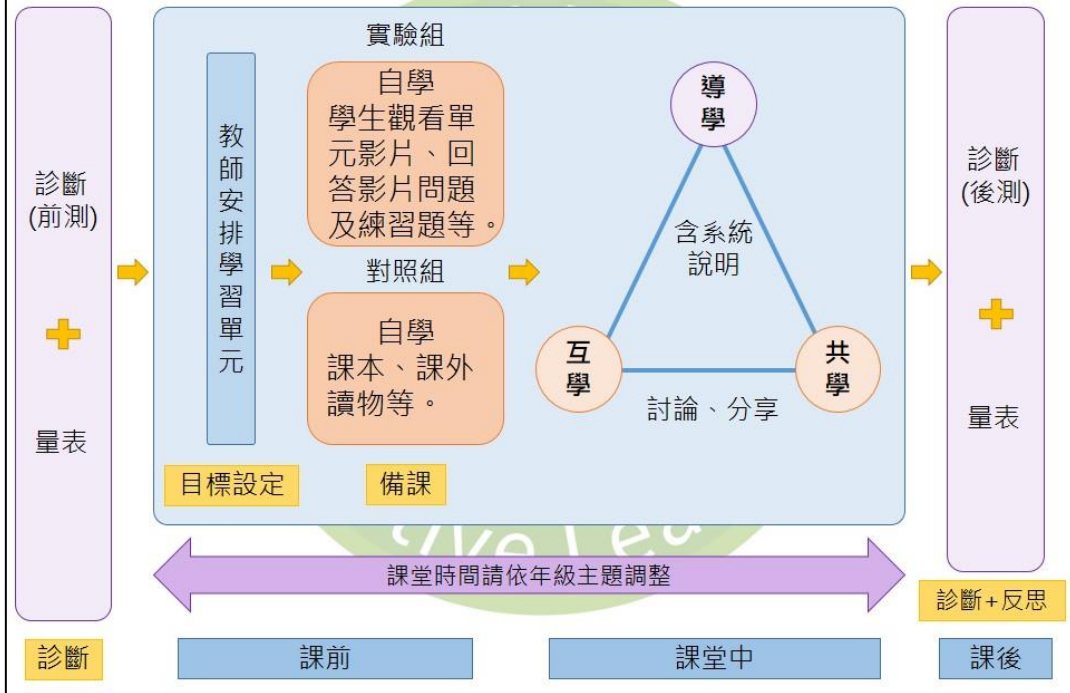 診斷
(前測)
量表
診斷
教
師
安
排
學
習
單
元
目標設定
實驗組
自學
學生觀看單
元影片、回
答影片問題
及練習題等。
對照組
自學
課本、課外
讀物等。
備課
導
學
含系統
說明
互
學
共
學
討論、分享
課堂時間請依年級主題調整
課前
課堂中
診斷
(後測)
量表
診斷+反思
課後
tive Lea